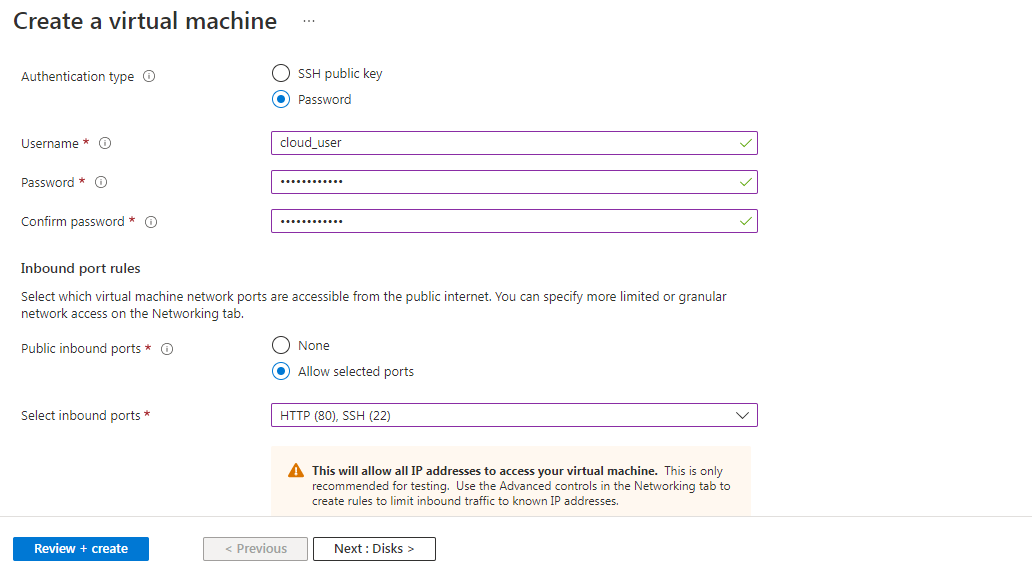 Create a virtual machine ...
Authentication type
SSH public key
Password
Username *
cloud_user
Password *
••••••••••••
Confirm password *
••••••••••••
Inbound port rules
Select which virtual machine network ports are accessible from the public internet. You can specify more limited or granular
network access on the Networking tab.
Public inbound ports *
None
Allow selected ports
Select inbound ports *
HTTP (80), SSH (22)
This will allow all IP addresses to access your virtual machine. This is only
recommended for testing. Use the Advanced controls in the Networking tab to
create rules to limit inbound traffic to known IP addresses.
Review + create
< Previous
Next : Disks >